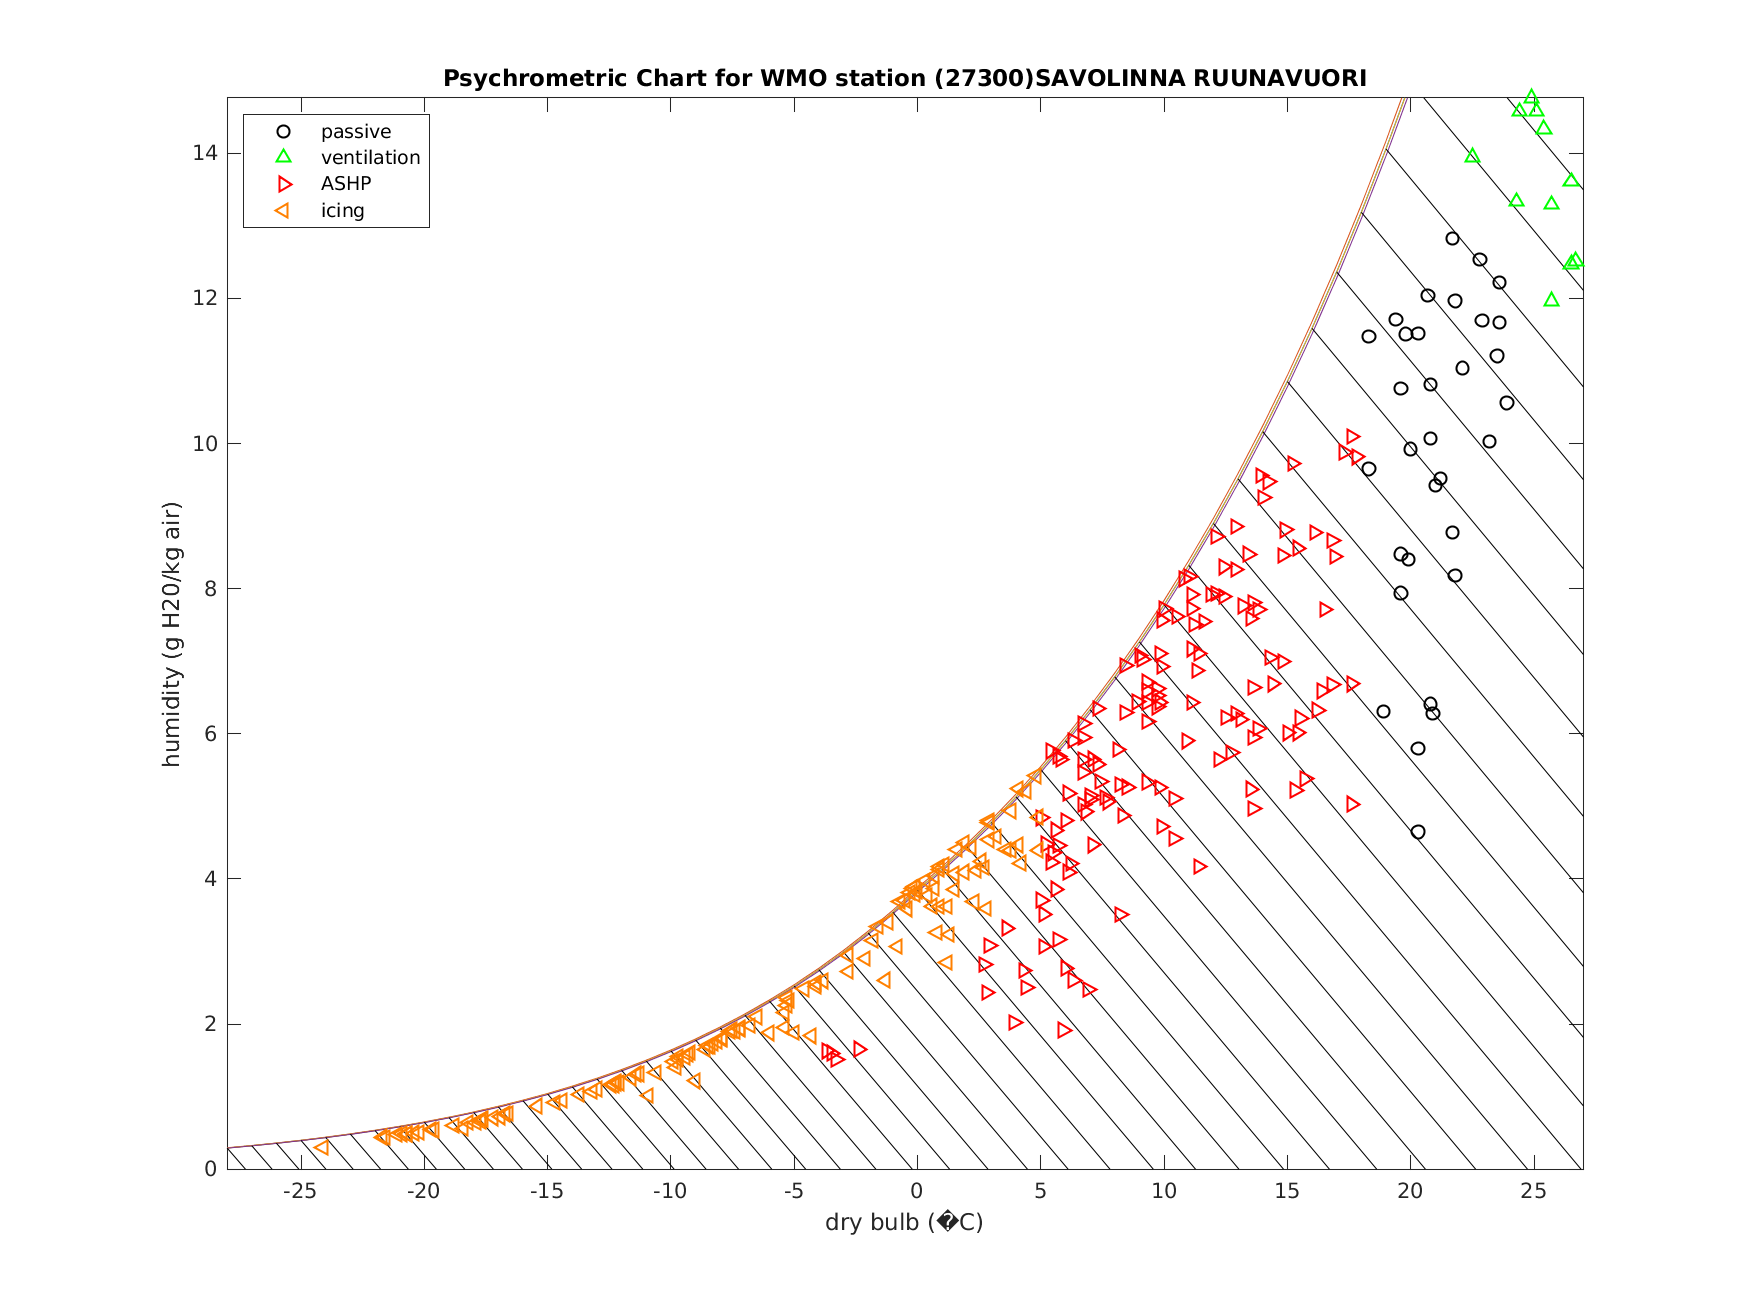 Psychrometric Chart for WMO station (27300)SAVOLINNA RUUNAVUORI
passive
ventilation
ASHP
icing
humidity (g H20/kg air)
14
12
10
8
6
4
2
0
-25 -20 -15 -10 -5 0 5 10 15 20 25
dry bulb (�C)